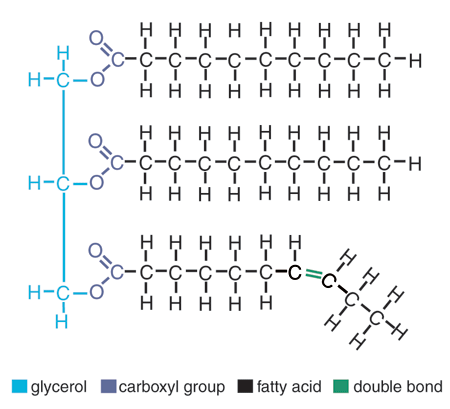 H H H H H H H H H
O
H
C C C C C C C C C C H
H C O
H H H H H H H H H
H H H H H H H H H
O
C C C C C C C C C C H
H C O
H H H H H H H H H
H H H H H H
O H
C C C C C C C C H
H C O C H
H H H H H
H C
H H
H
glycerol carboxyl group fatty acid double bond